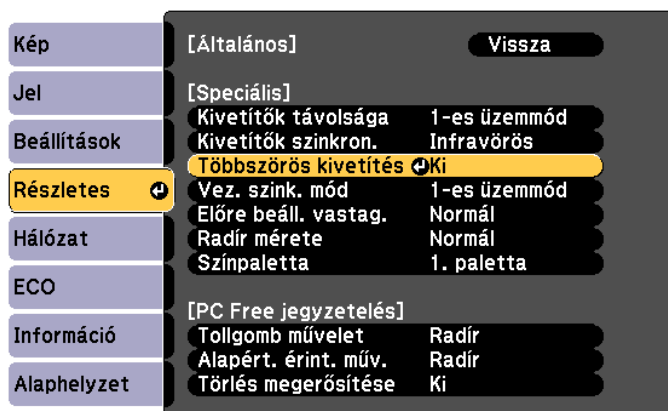 Kép
Jel
Beállítások
Részletes
Hálózat
ECO
Információ
Alaphelyzet
[Általános] Vissza
[Speciális]
Kivetítők távolsága 1-es üzemmód
Kivetítők szinkron. Infravörös
Többszörös kivetítés Ki
Vez. szink. mód 1-es üzemmód
Előre beáll. vastag. Normál
Radír mérete Normál
Színpaletta 1. paletta
[PC Free jegyzetelés]
Tollgomb művelet Radír
Alapért. érint. műv. Radír
Törlés megerősítése Ki